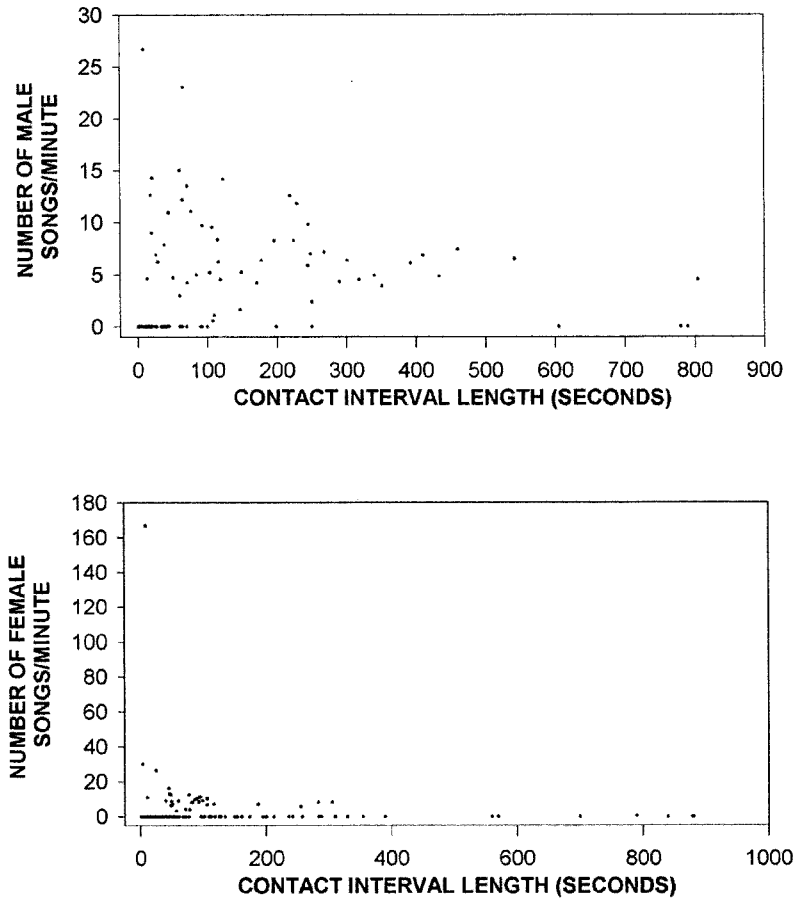 NUMBER OF MALE
SONGS/MINUTE
30
25
20
15
10
5
0
0 100 200 300 400 500 600 700 800 900
CONTACT INTERVAL LENGTH (SECONDS)
NUMBER OF FEMALE
SONGS/MINUTE
180
160
140
120
100
80
60
40
20
0
0 200 400 600 800 1000
CONTACT INTERVAL LENGTH (SECONDS)